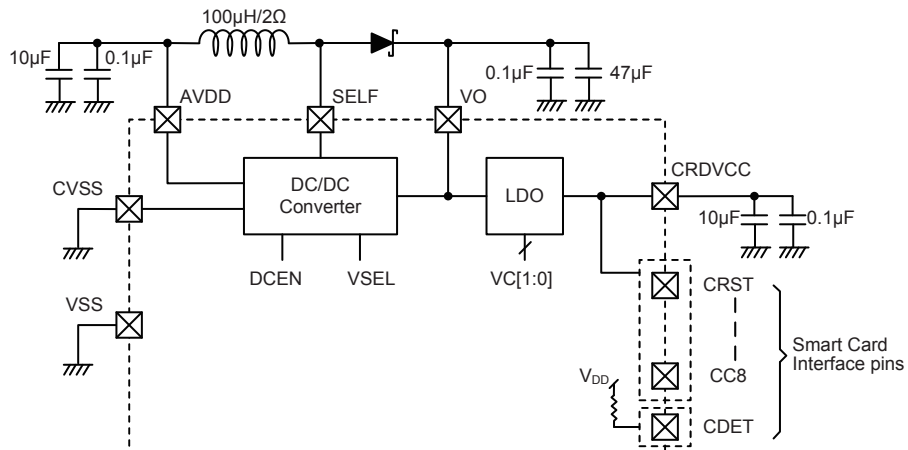 100µH/2Ω
10µF
0.1µF
0.1µF
47µF
AVDD
SELF
VO
CVSS
DC/DC
Converter
LDO
CRDVCC
10µF
0.1µF
DCEN
VSEL
VC[1:0]
CRST
VSS
Smart Card
Interface pins
VDD
CC8
CDET